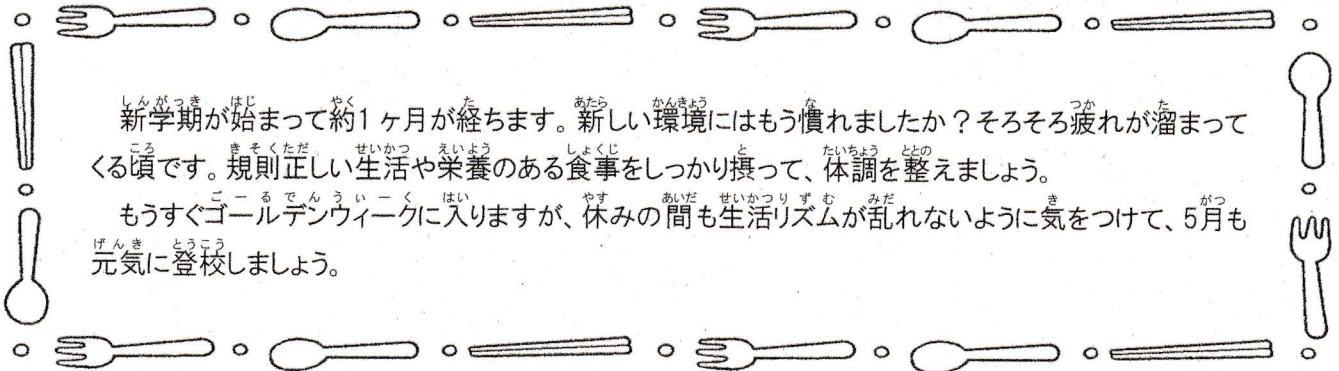 新学期が始まって約1ヶ月が経ちます。新しい環境にはもう慣れましたか？そろそろ疲れが溜まって
くる頃です。規則正しい生活や栄養のある食事をしっかり摂って、体調を整えましょう。
もうすぐゴールデンウィークに入りますが、休みの間も生活リズムが乱れないように気をつけて、5月も
元気に登校しましょう。